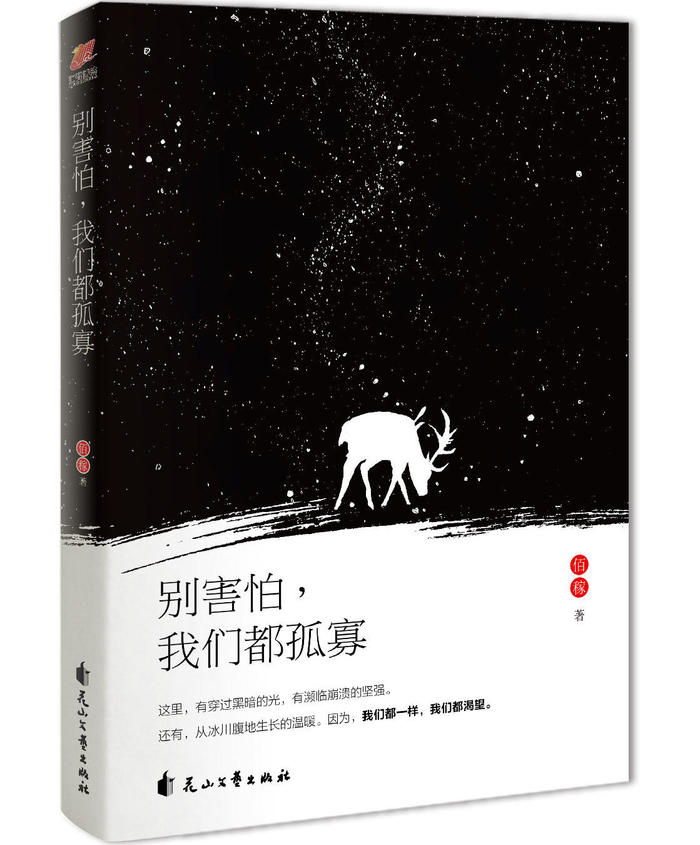 别害怕，我们都孤寡
佰稼 著
花山文艺出版社
佰稼 著
别害怕，
我们都孤寡
这里，有穿过黑暗的光，有濒临崩溃的坚强。
还有，从冰川腹地生长的温暖。因为，我们都一样，我们都渴望。
花山文艺出版社